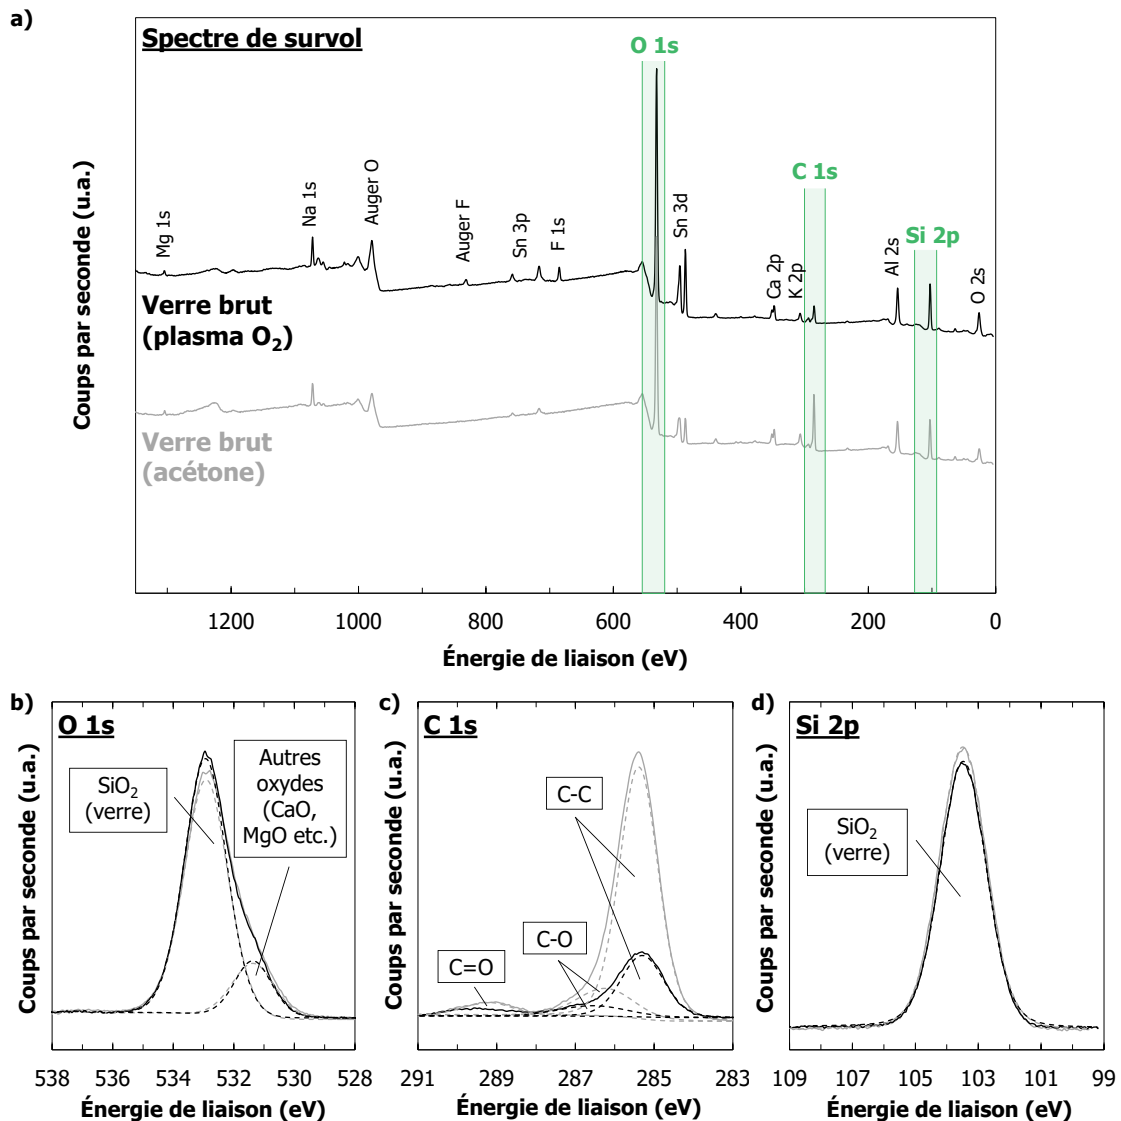 a)
Spectre de survol
O 1s
C 1s
Si 2p
Mg 1s
Na 1s
Auger O
Auger F
Sn 3p
F 1s
Sn 3d
Ca 2p
K 2p
Al 2s
O 2s
Verre brut
(plasma O₂)
Verre brut
(acétone)
Coups par seconde (u.a.)
1200
1000
800
600
400
200
0
Énergie de liaison (eV)
b)
O 1s
SiO₂
(verre)
Autres
oxydes
(CaO,
MgO etc.)
Coups par seconde (u.a.)
538
536
534
532
530
528
Énergie de liaison (eV)
c)
C 1s
C-C
C-O
C=O
Coups par seconde (u.a.)
291
289
287
285
283
Énergie de liaison (eV)
d)
Si 2p
SiO₂
(verre)
Coups par seconde (u.a.)
109
107
105
103
101
99
Énergie de liaison (eV)